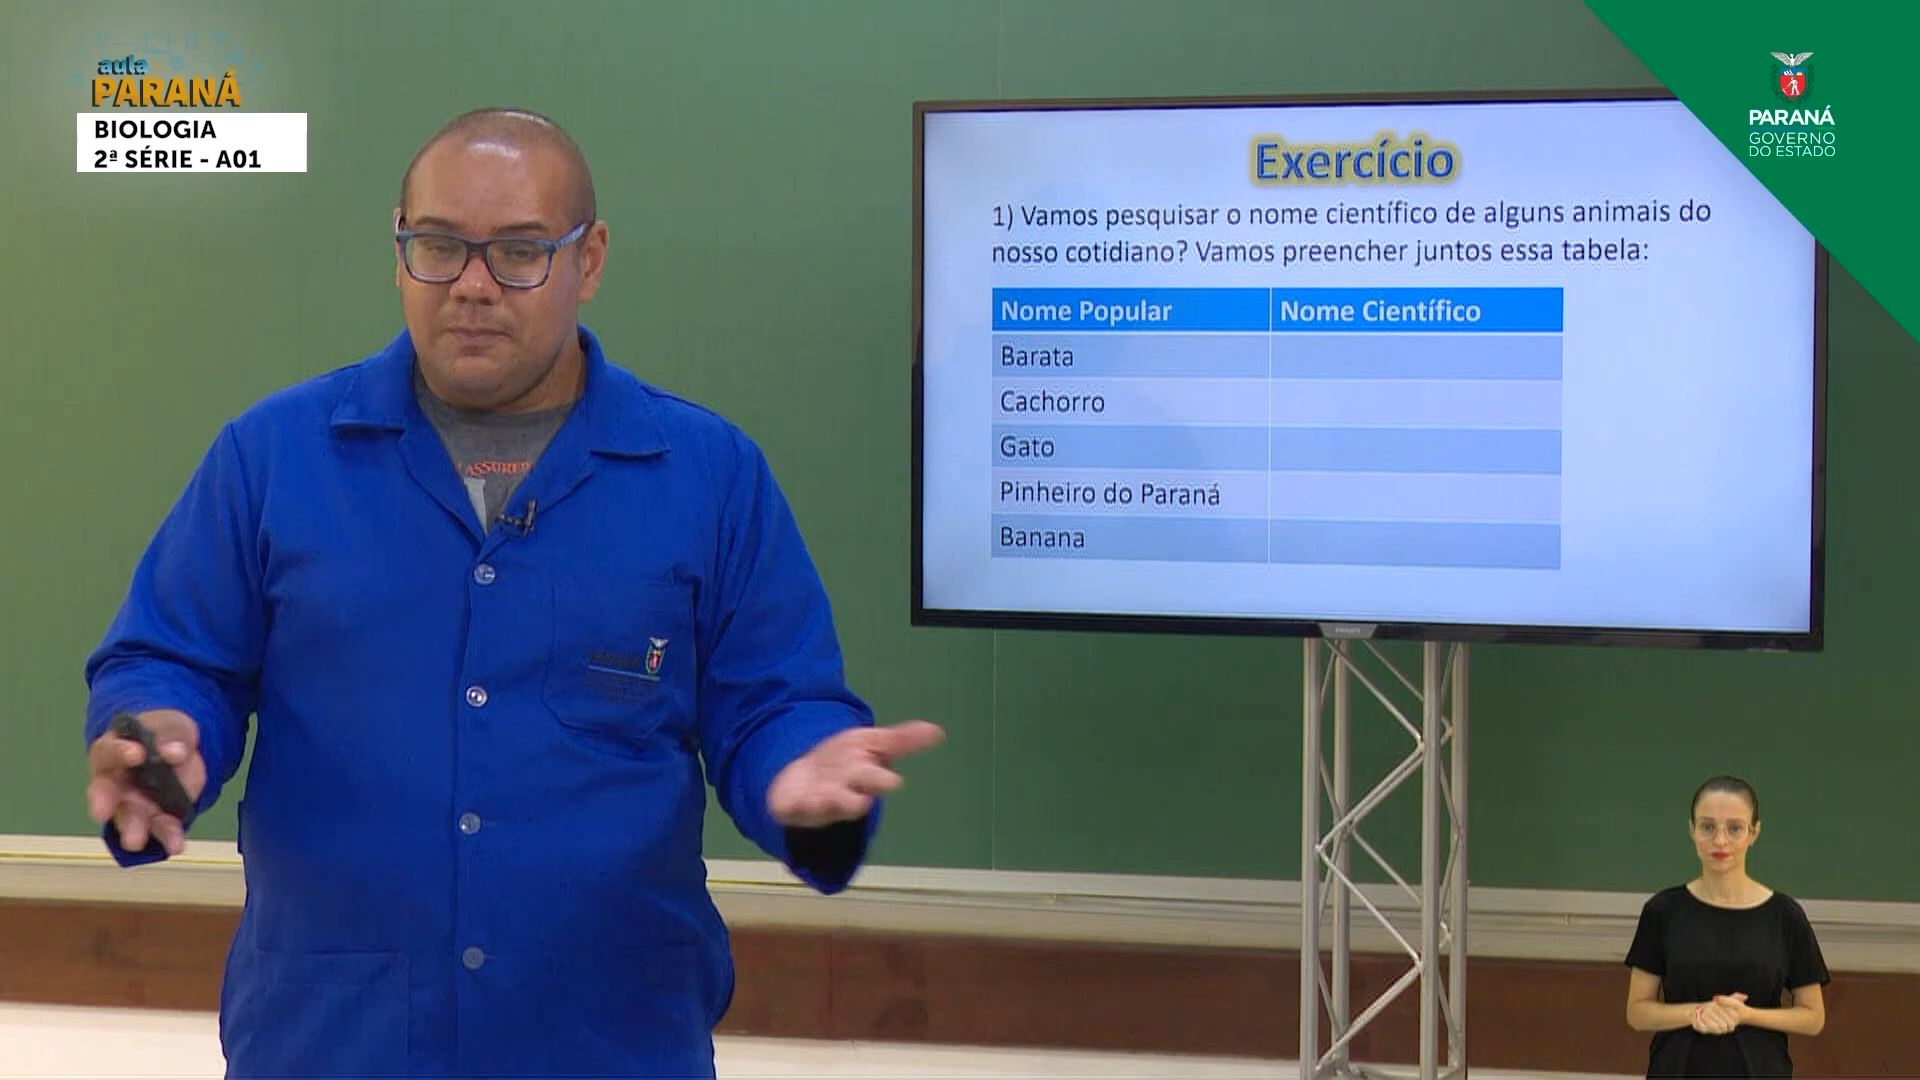 aula
PARANÁ
BIOLOGIA
2ª SÉRIE - A01
PARANÁ
GOVERNO
DO ESTADO
Exercício
1) Vamos pesquisar o nome científico de alguns animais do
nosso cotidiano? Vamos preencher juntos essa tabela:
Nome Popular Nome Científico
Barata
Cachorro
Gato
Pinheiro do Paraná
Banana
ASSURED